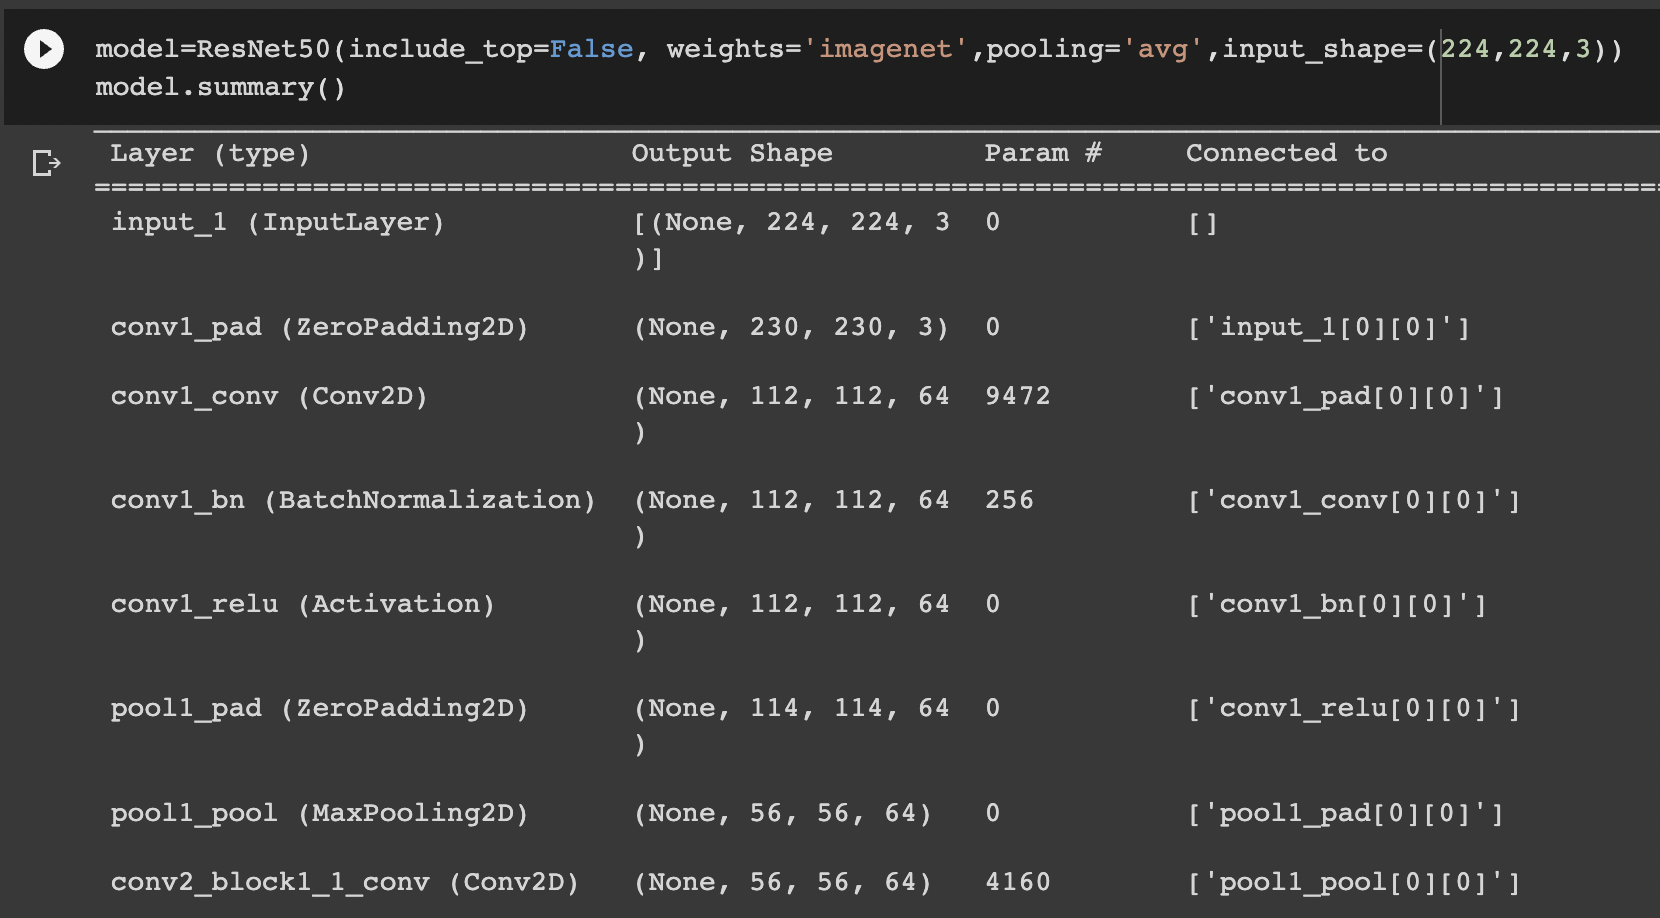 model=ResNet50(include_top=False, weights='imagenet',pooling='avg',input_shape=(224,224,3))
model.summary()
Layer (type) Output Shape Param # Connected to
==================================================================================================
input_1 (InputLayer) [(None, 224, 224, 3 0 []
)]
conv1_pad (ZeroPadding2D) (None, 230, 230, 3) 0 ['input_1[0][0]']
conv1_conv (Conv2D) (None, 112, 112, 64 9472 ['conv1_pad[0][0]']
)
conv1_bn (BatchNormalization) (None, 112, 112, 64 256 ['conv1_conv[0][0]']
)
conv1_relu (Activation) (None, 112, 112, 64 0 ['conv1_bn[0][0]']
)
pool1_pad (ZeroPadding2D) (None, 114, 114, 64 0 ['conv1_relu[0][0]']
)
pool1_pool (MaxPooling2D) (None, 56, 56, 64) 0 ['pool1_pad[0][0]']
conv2_block1_1_conv (Conv2D) (None, 56, 56, 64) 4160 ['pool1_pool[0][0]']